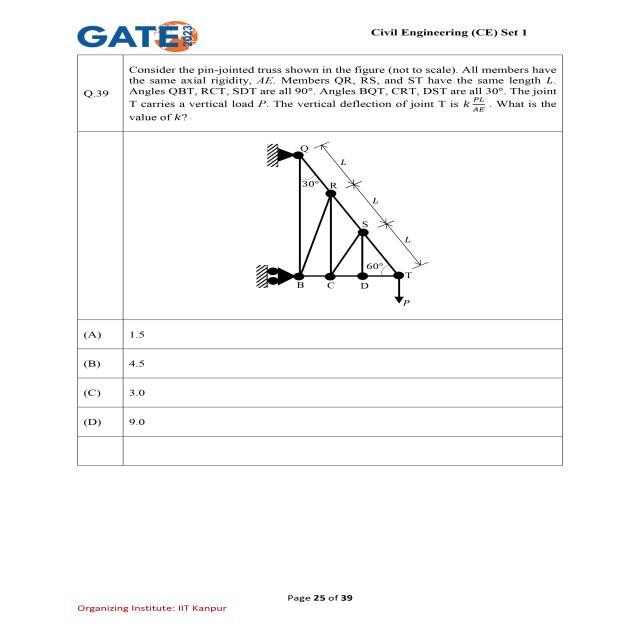 GATE 2023
Civil Engineering (CE) Set 1
Q.39
Consider the pin-jointed truss shown in the figure (not to scale). All members have
the same axial rigidity, AE. Members QR, RS, and ST have the same length L.
Angles QBT, RCT, SDT are all 90°. Angles BQT, CRT, DST are all 30°. The joint
T carries a vertical load P. The vertical deflection of joint T is k PL/AE . What is the
value of k?
Q
L
30°
R
L
S
L
60°
T
B
C
D
P
(A) 1.5
(B) 4.5
(C) 3.0
(D) 9.0
Page 25 of 39
Organizing Institute: IIT Kanpur